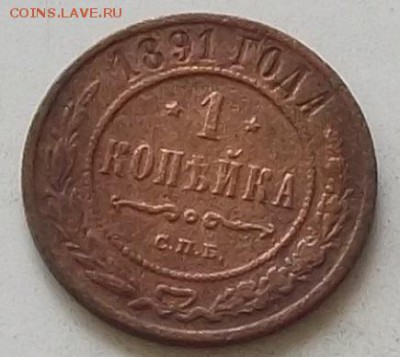 COINS.LAVE.RU
1891 ГОДА
* 1 *
КОПѢЙКА
С.П.Б.